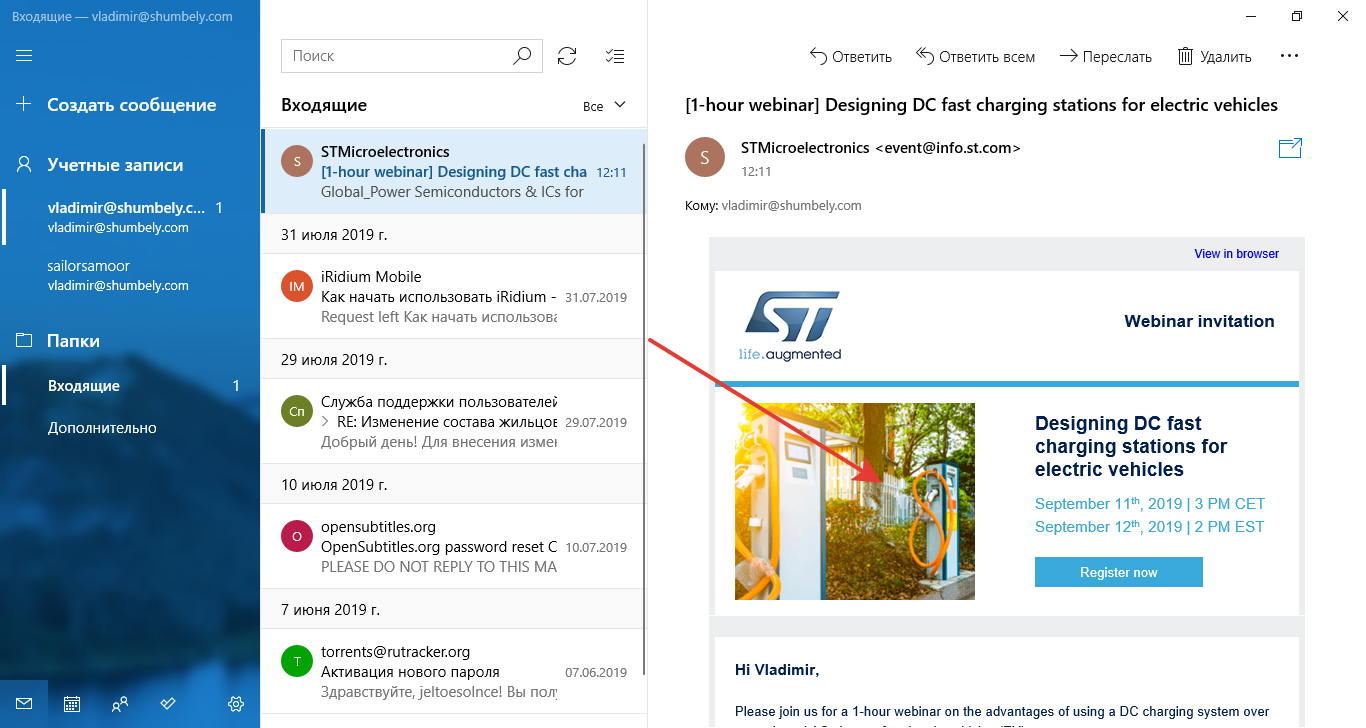 Входящие — vladimir@shumbely.com
Создать сообщение
Учетные записи
vladimir@shumbely.c... 1
vladimir@shumbely.com
sailorsamoor
vladimir@shumbely.com
Папки
Входящие 1
Дополнительно
Поиск
Входящие
Все
S
STMicroelectronics
[1-hour webinar] Designing DC fast cha 12:11
Global_Power Semiconductors & ICs for
31 июля 2019 г.
IM
iRidium Mobile
Как начать использовать iRidium - 31.07.2019
Request left Как начать использова
29 июля 2019 г.
Сп
Служба поддержки пользователей
RE: Изменение состава жильцов 29.07.2019
Добрый день! Для внесения измен
10 июля 2019 г.
O
opensubtitles.org
OpenSubtitles.org password reset C 10.07.2019
PLEASE DO NOT REPLY TO THIS MA
7 июня 2019 г.
T
torrents@rutracker.org
Активация нового пароля 07.06.2019
Здравствуйте, jeltoesolnce! Вы полу
Ответить Ответить всем Переслать Удалить
[1-hour webinar] Designing DC fast charging stations for electric vehicles
S
STMicroelectronics <event@info.st.com>
12:11
Кому: vladimir@shumbely.com
View in browser
ST
life.augmented
Webinar invitation
Designing DC fast
charging stations for
electric vehicles
September 11th, 2019 | 3 PM CET
September 12th, 2019 | 2 PM EST
Register now
Hi Vladimir,
Please join us for a 1-hour webinar on the advantages of using a DC charging system over